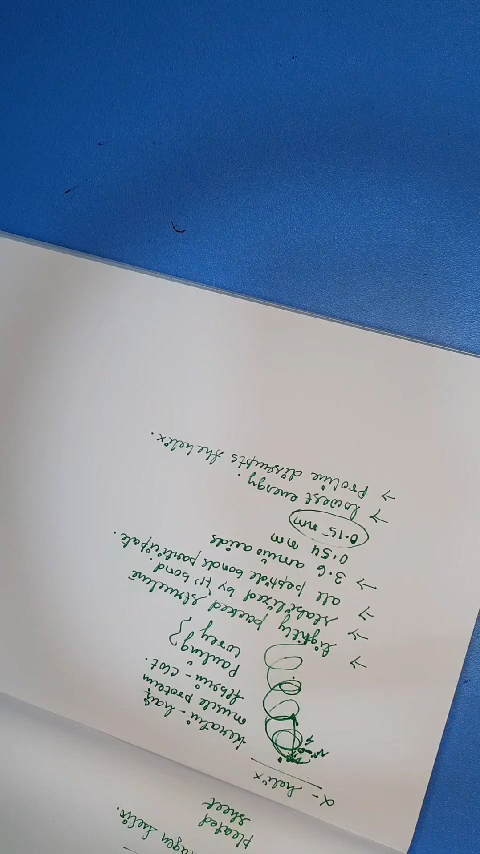 helix.
pleated
sheet
α- helix
keratin - hair
muscle protein
fibrin - clot.
Pauling }
Corey }
→ tightly packed structure
→ stabilized by H' bond
→ all peptide bonds participate.
→ 3.6 amino acids
0.54 nm
0.15 nm
→ lowest energy.
→ Proline disrupts the helix.